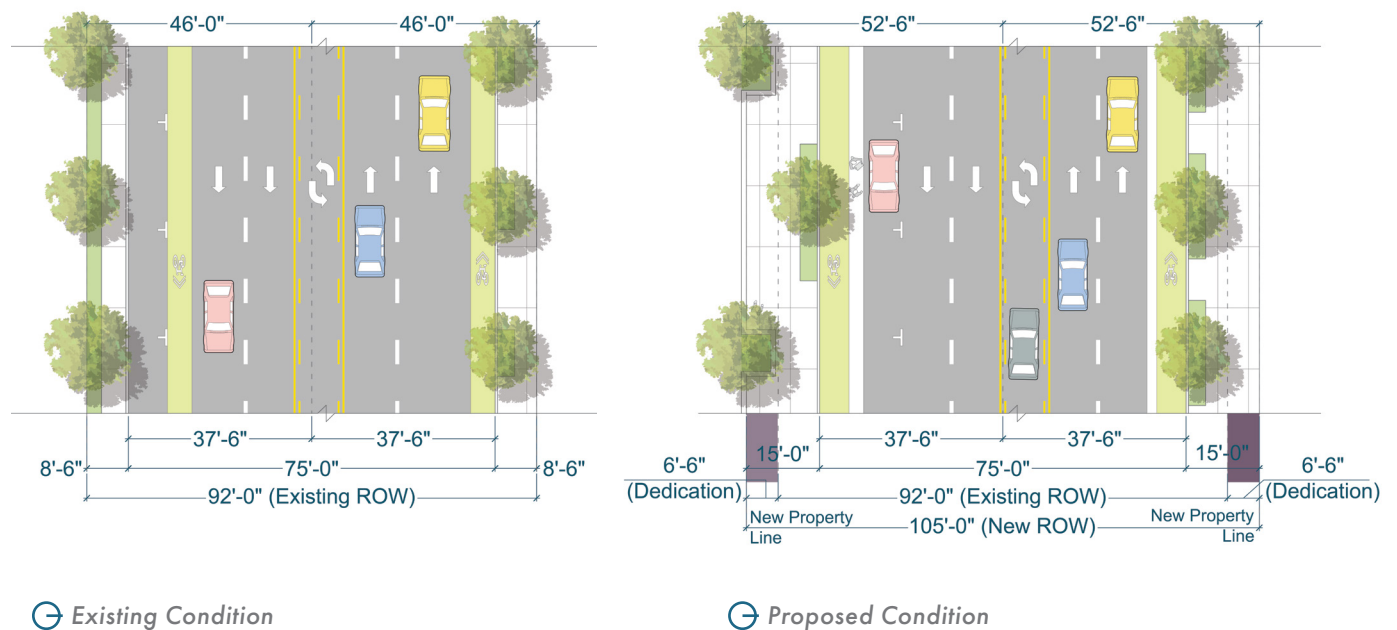 46'-0"
46'-0"
37'-6"
37'-6"
8'-6"
75'-0"
8'-6"
92'-0" (Existing ROW)
Existing Condition
52'-6"
52'-6"
37'-6"
37'-6"
15'-0"
15'-0"
6'-6"
(Dedication)
75'-0"
6'-6"
(Dedication)
92'-0" (Existing ROW)
New Property
Line
105'-0" (New ROW)
New Property
Line
Proposed Condition